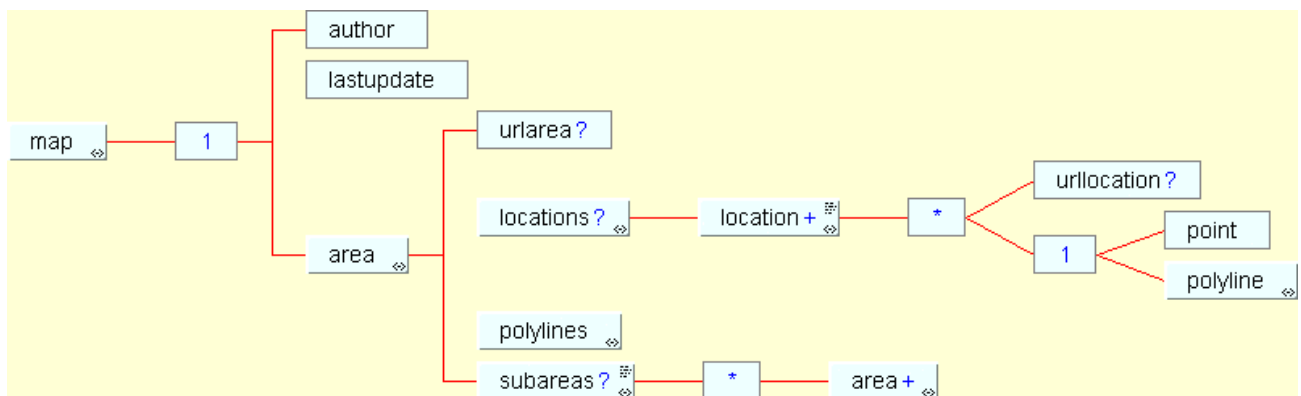 author
lastupdate
map
1
urlarea ?
urllocation ?
locations ?
location +
*
point
1
area
polyline
polylines
subareas ?
*
area +